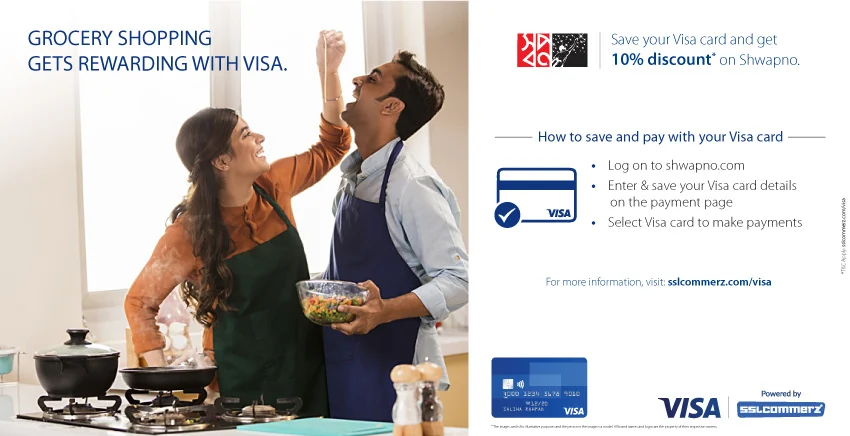 GROCERY SHOPPING
GETS REWARDING WITH VISA.
Save your Visa card and get
10% discount* on Shwapno.
How to save and pay with your Visa card
• Log on to shwapno.com
• Enter & save your Visa card details
on the payment page
• Select Visa card to make payments
VISA
*T&C Apply. sslcommerz.com/visa
For more information, visit: sslcommerz.com/visa
VISA
VISA
Powered by
SSLCOMMERZ